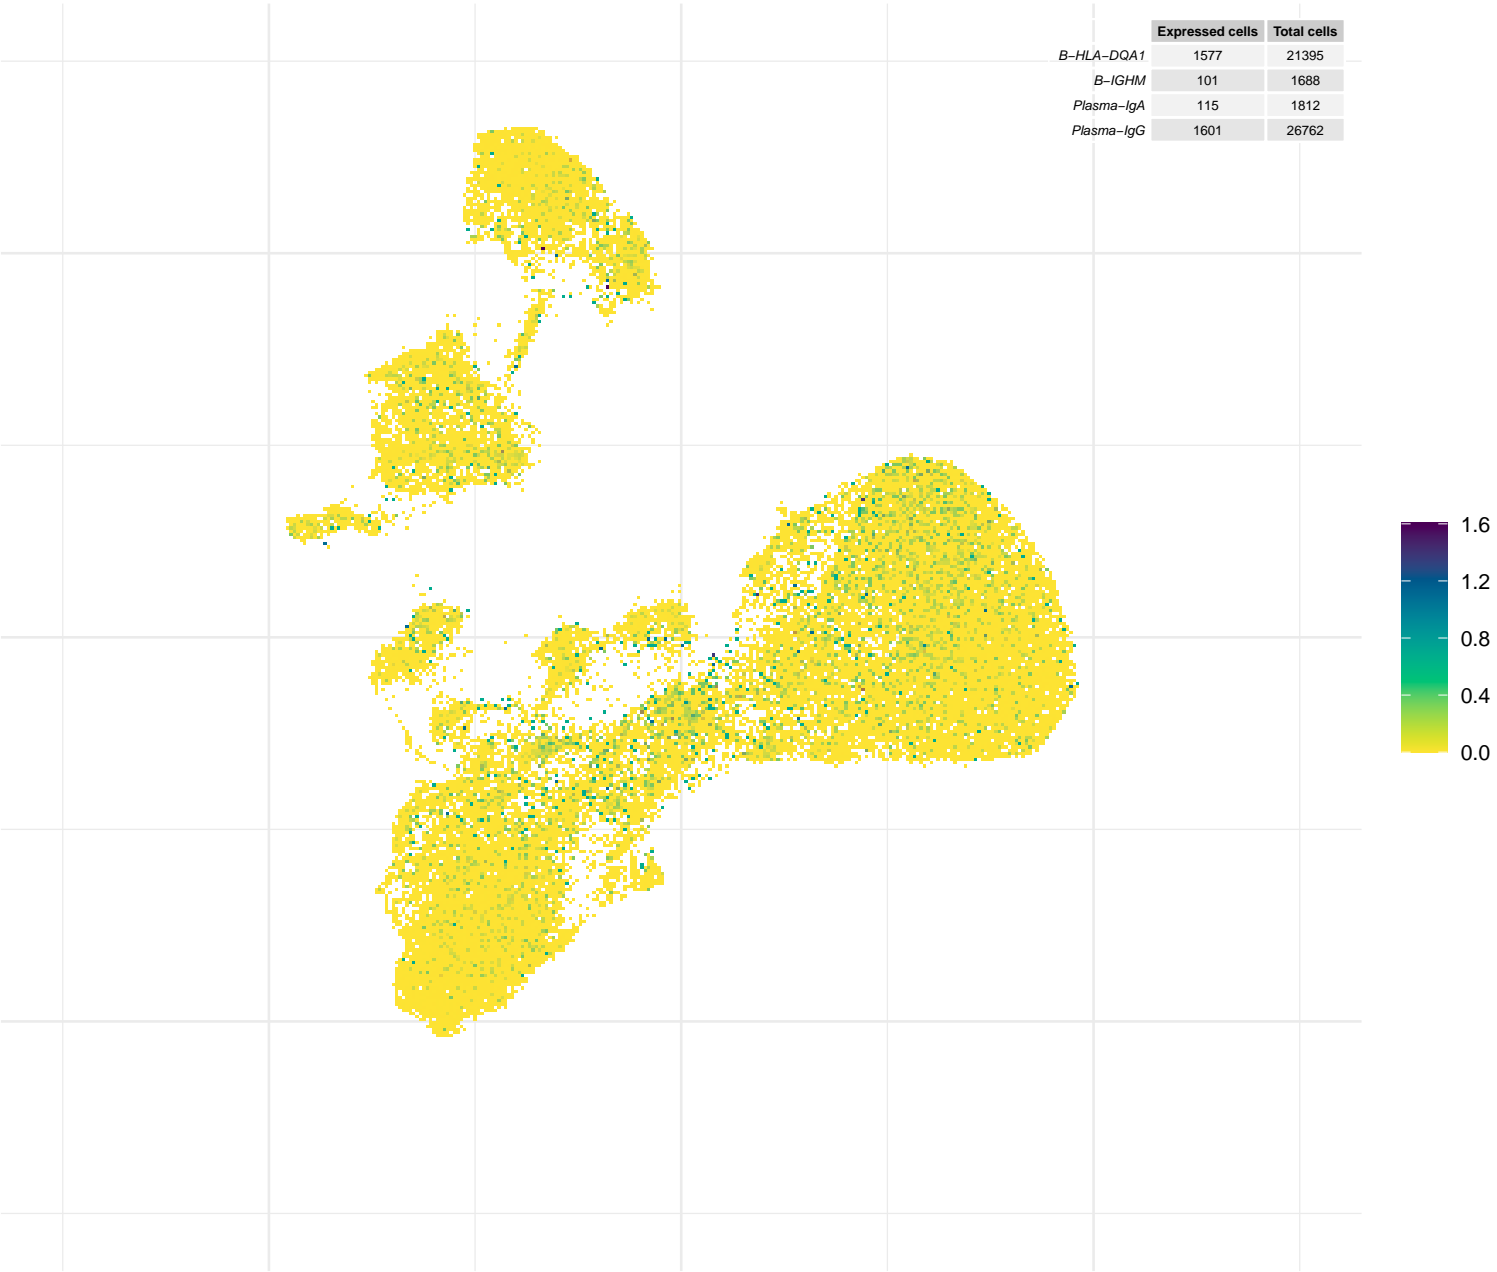 Expressed cells Total cells
B−HLA−DQA1 1577 21395
B−IGHM 101 1688
Plasma−IgA 115 1812
Plasma−IgG 1601 26762
1.6
1.2
0.8
0.4
0.0